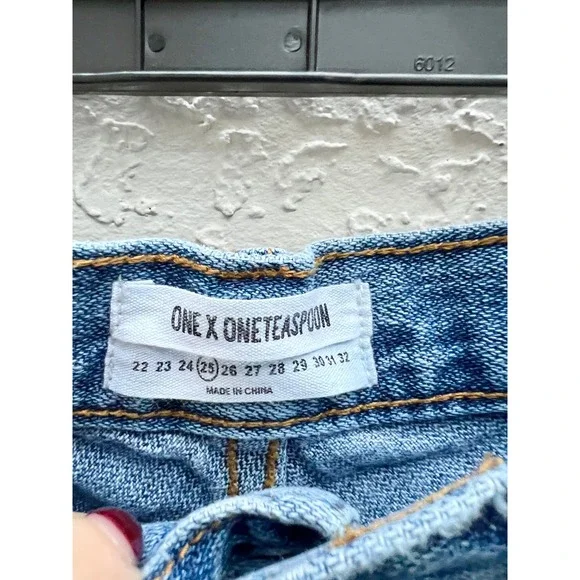 6012
ONE X ONETEASPOON
22 23 24 25 26 27 28 29 30 31 32
MADE IN CHINA